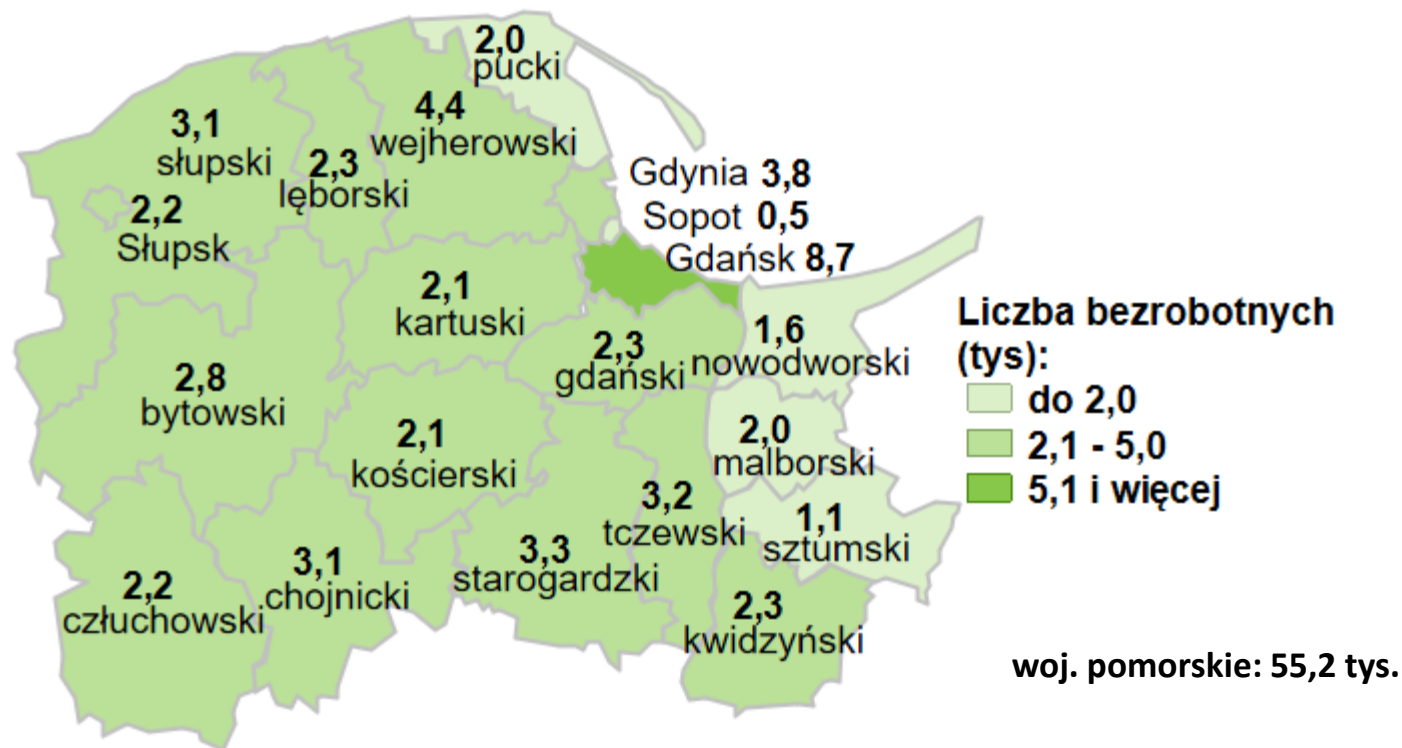 2,0
pucki
3,1
słupski
4,4
wejherowski
2,3
lęborski
Gdynia 3,8
Sopot 0,5
Gdańsk 8,7
2,2
Słupsk
2,1
kartuski
2,3
gdański
1,6
nowodworski
2,8
bytowski
2,1
kościerski
2,0
malborski
3,2
tczewski
1,1
sztumski
2,2
człuchowski
3,1
chojnicki
3,3
starogardzki
2,3
kwidzyński
Liczba bezrobotnych
(tys):
do 2,0
2,1 - 5,0
5,1 i więcej
woj. pomorskie: 55,2 tys.